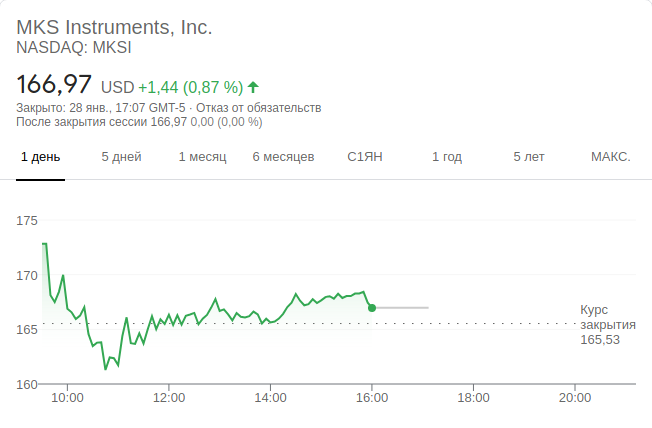 MKS Instruments, Inc.
NASDAQ: MKSI
166,97 USD +1,44 (0,87 %)
Закрыто: 28 янв., 17:07 GMT-5 · Отказ от обязательств
После закрытия сессии 166,97 0,00 (0,00 %)
1 день 5 дней 1 месяц 6 месяцев С1ЯН 1 год 5 лет МАКС.
175
170
165
160
Курс
закрытия
165,53
10:00 12:00 14:00 16:00 18:00 20:00